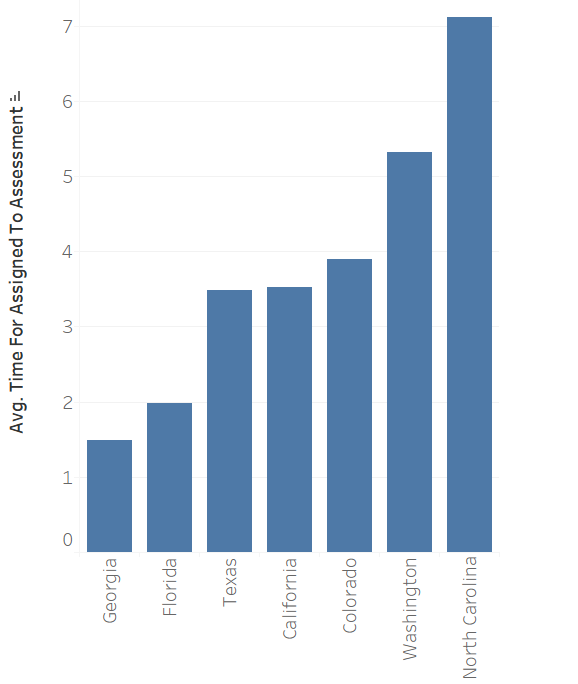 Avg. Time For Assigned To Assessment
7
6
5
4
3
2
1
0
Georgia
Florida
Texas
California
Colorado
Washington
North Carolina